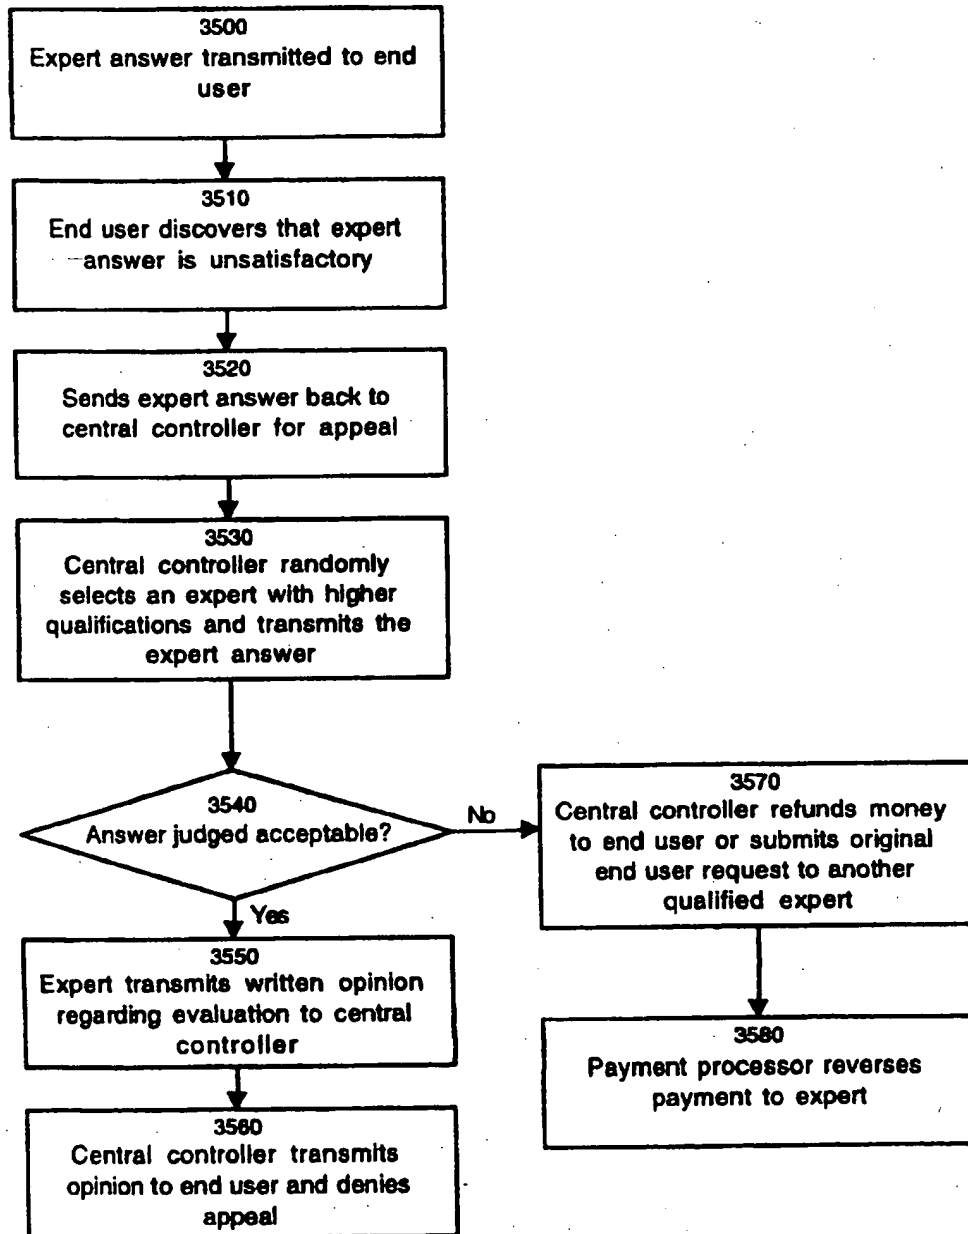 3500
Expert answer transmitted to end
user
3510
End user discovers that expert
answer is unsatisfactory
3520
Sends expert answer back to
central controller for appeal
3530
Central controller randomly
selects an expert with higher
qualifications and transmits the
expert answer
3540
Answer judged acceptable?
No
Yes
3550
Expert transmits written opinion
regarding evaluation to central
controller
3560
Central controller transmits
opinion to end user and denies
appeal
3570
Central controller refunds money
to end user or submits original
end user request to another
qualified expert
3580
Payment processor reverses
payment to expert